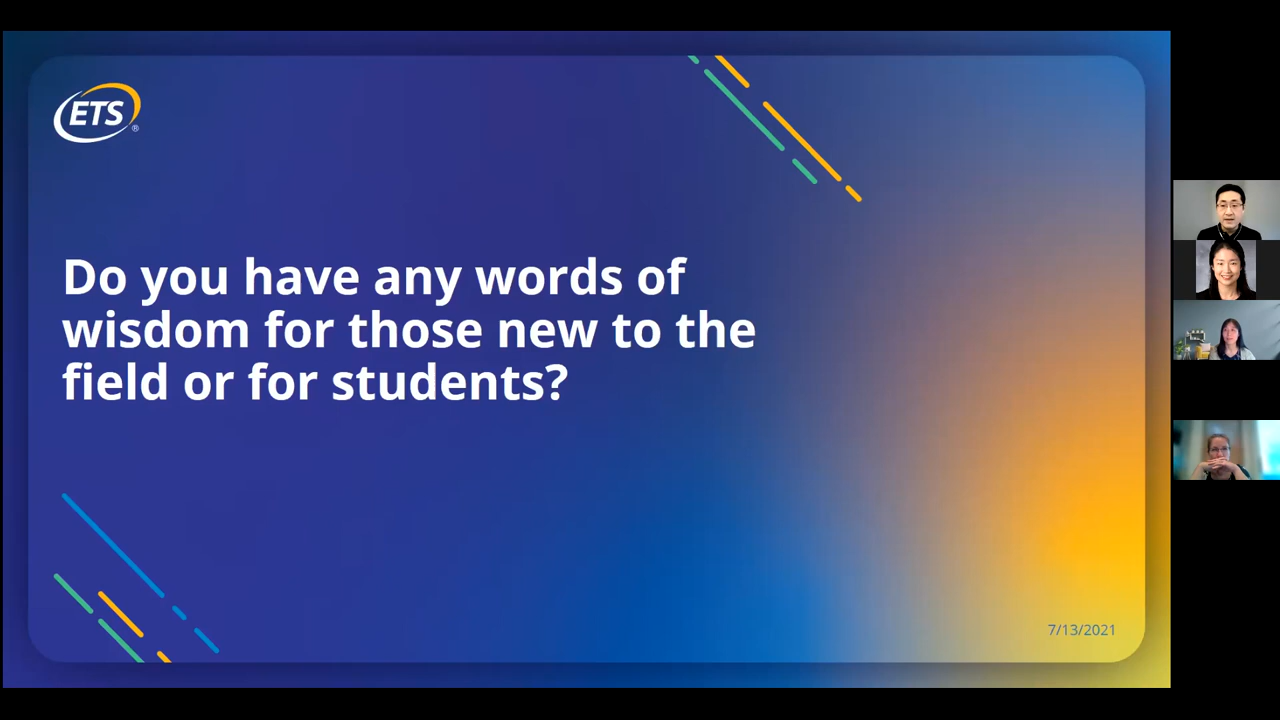 ETS
®
Do you have any words of
wisdom for those new to the
field or for students?
7/13/2021